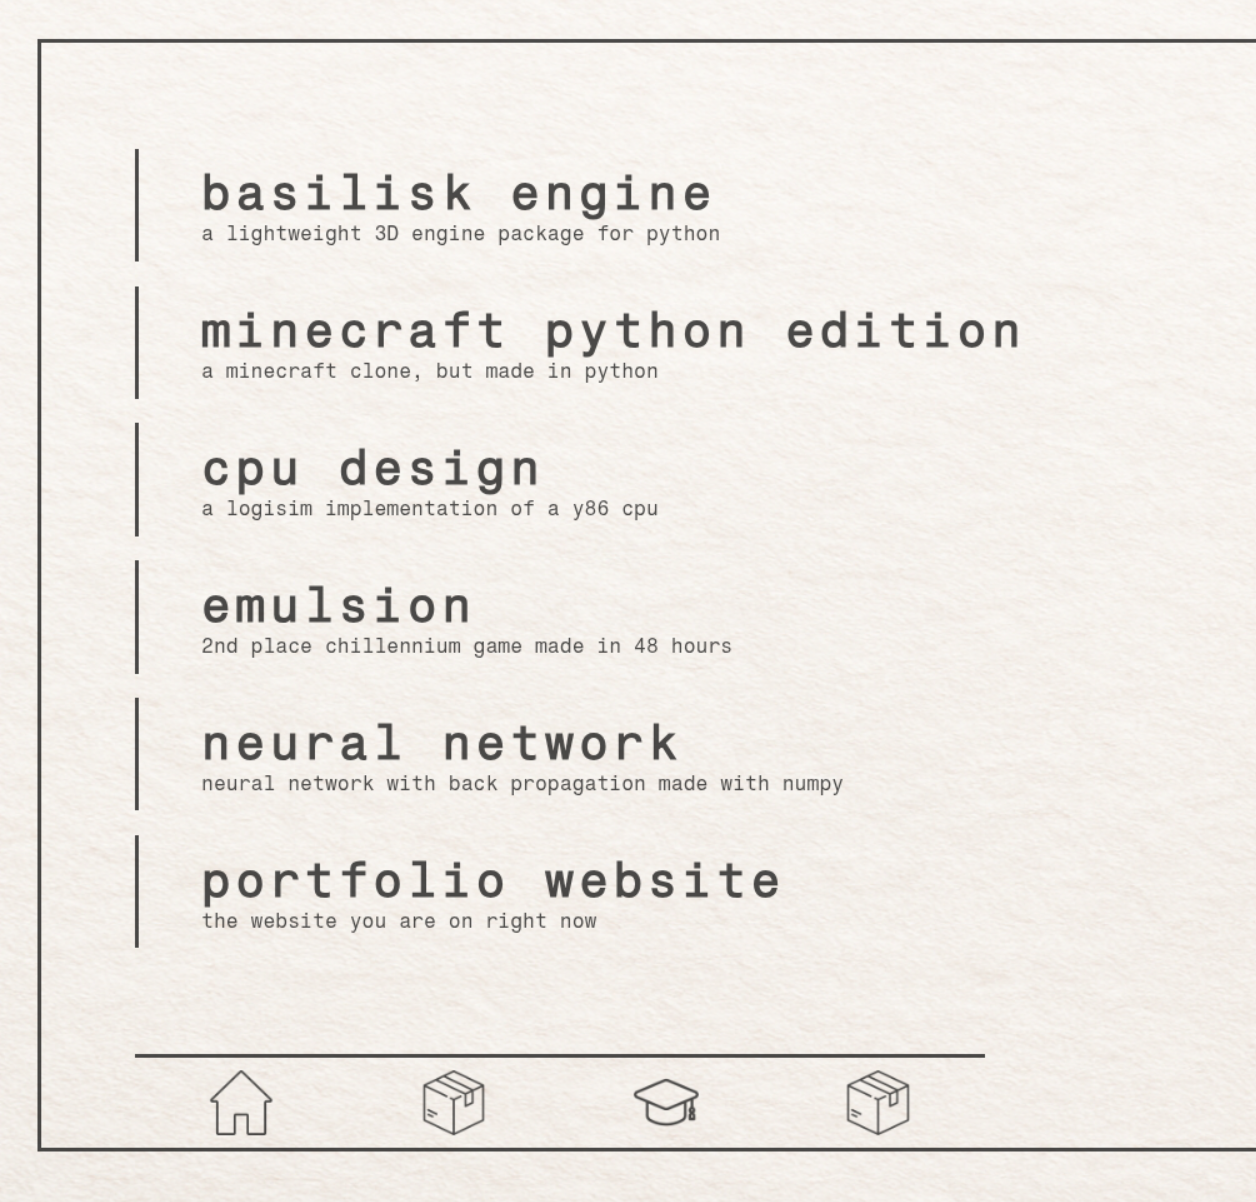 basilisk engine
a lightweight 3D engine package for python
minecraft python edition
a minecraft clone, but made in python
cpu design
a logisim implementation of a y86 cpu
emulsion
2nd place chillennium game made in 48 hours
neural network
neural network with back propagation made with numpy
portfolio website
the website you are on right now